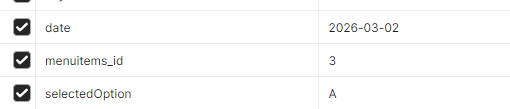 date 2026-03-02
menuitems_id 3
selectedOption A